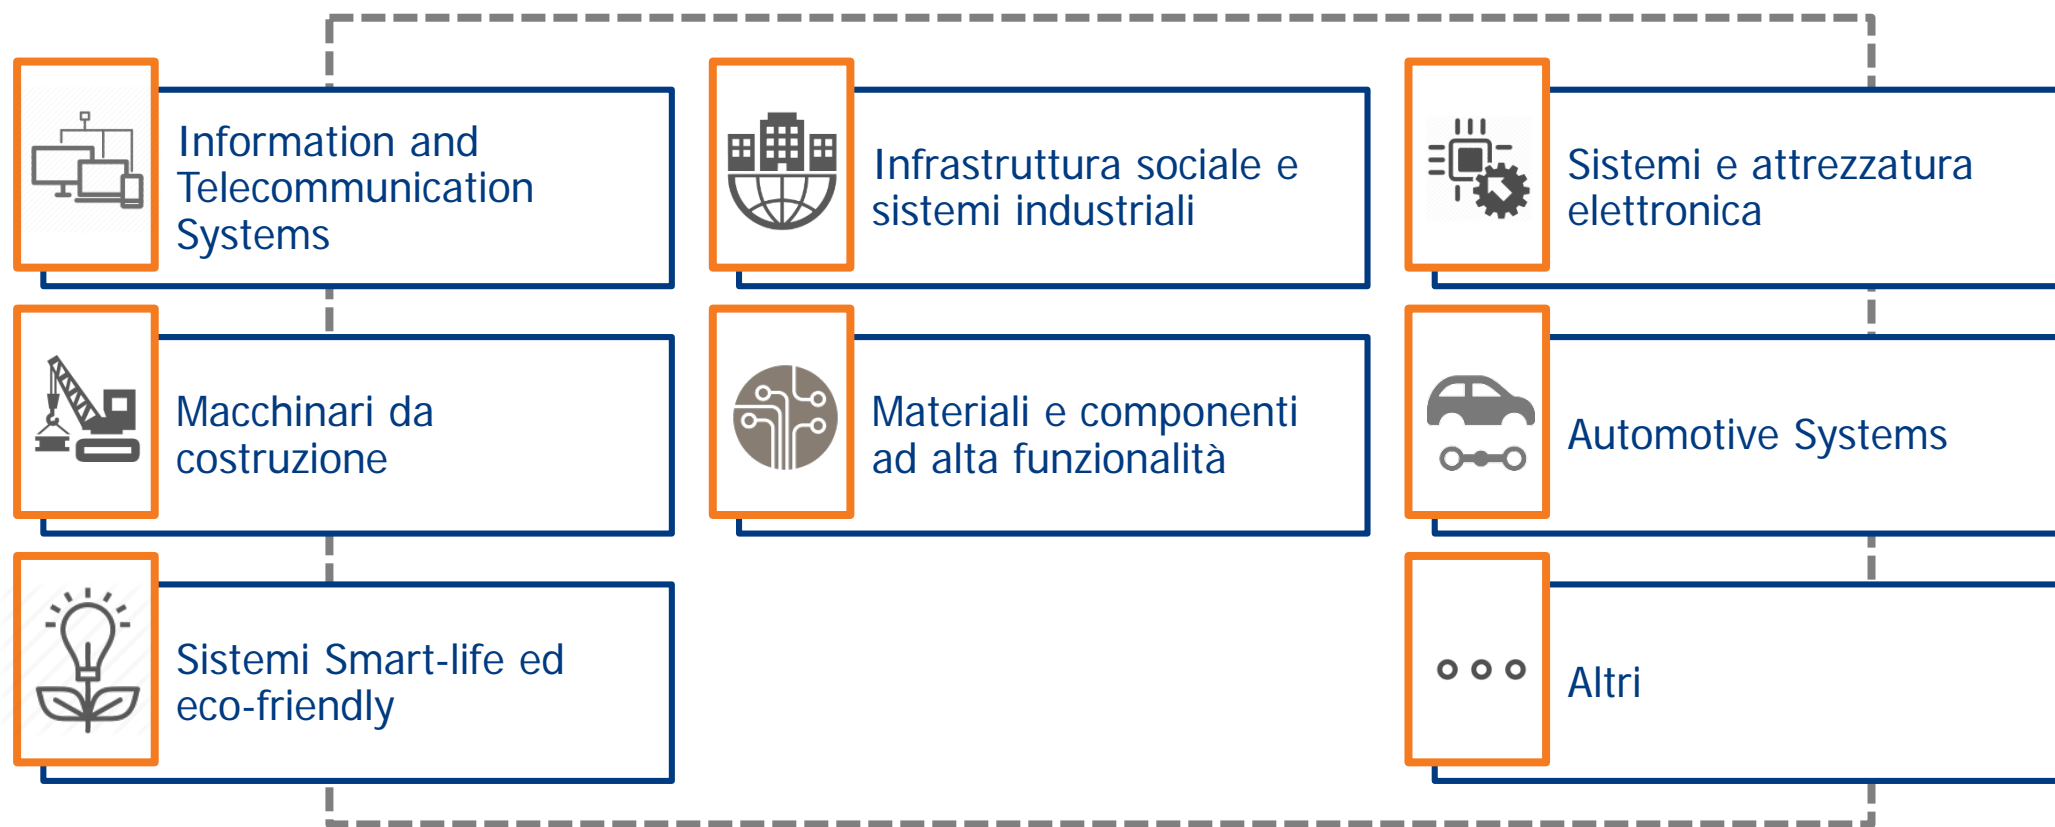 Information and
Telecommunication
Systems
Infrastruttura sociale e
sistemi industriali
Sistemi e attrezzatura
elettronica
Macchinari da
costruzione
Materiali e componenti
ad alta funzionalità
Automotive Systems
Sistemi Smart-life ed
eco-friendly
Altri